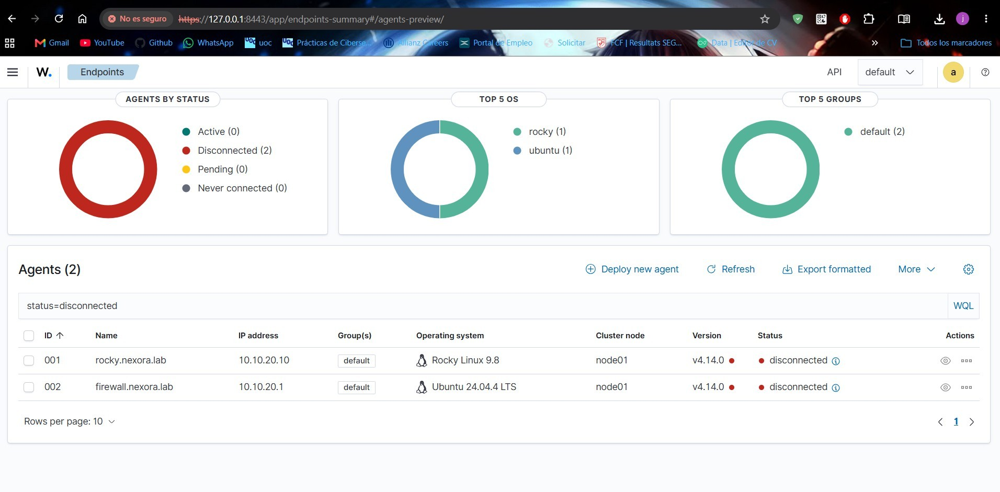 No es seguro https://127.0.0.1:8443/app/endpoints-summary#/agents-preview/ j
Gmail YouTube Github WhatsApp uoc Prácticas de Ciberse... Allianz Careers Portal de Empleo Solicitar FCF | Resultats SEG... Data | Editor de CV » Todos los marcadores
W. Endpoints API default a
AGENTS BY STATUS TOP 5 OS TOP 5 GROUPS
Active (0) rocky (1) default (2)
Disconnected (2) ubuntu (1)
Pending (0)
Never connected (0)
Agents (2) Deploy new agent Refresh Export formatted More
status=disconnected WQL
ID Name IP address Group(s) Operating system Cluster node Version Status Actions
001 rocky.nexora.lab 10.10.20.10 default Rocky Linux 9.8 node01 v4.14.0 disconnected
002 firewall.nexora.lab 10.10.20.1 default Ubuntu 24.04.4 LTS node01 v4.14.0 disconnected
Rows per page: 10 1